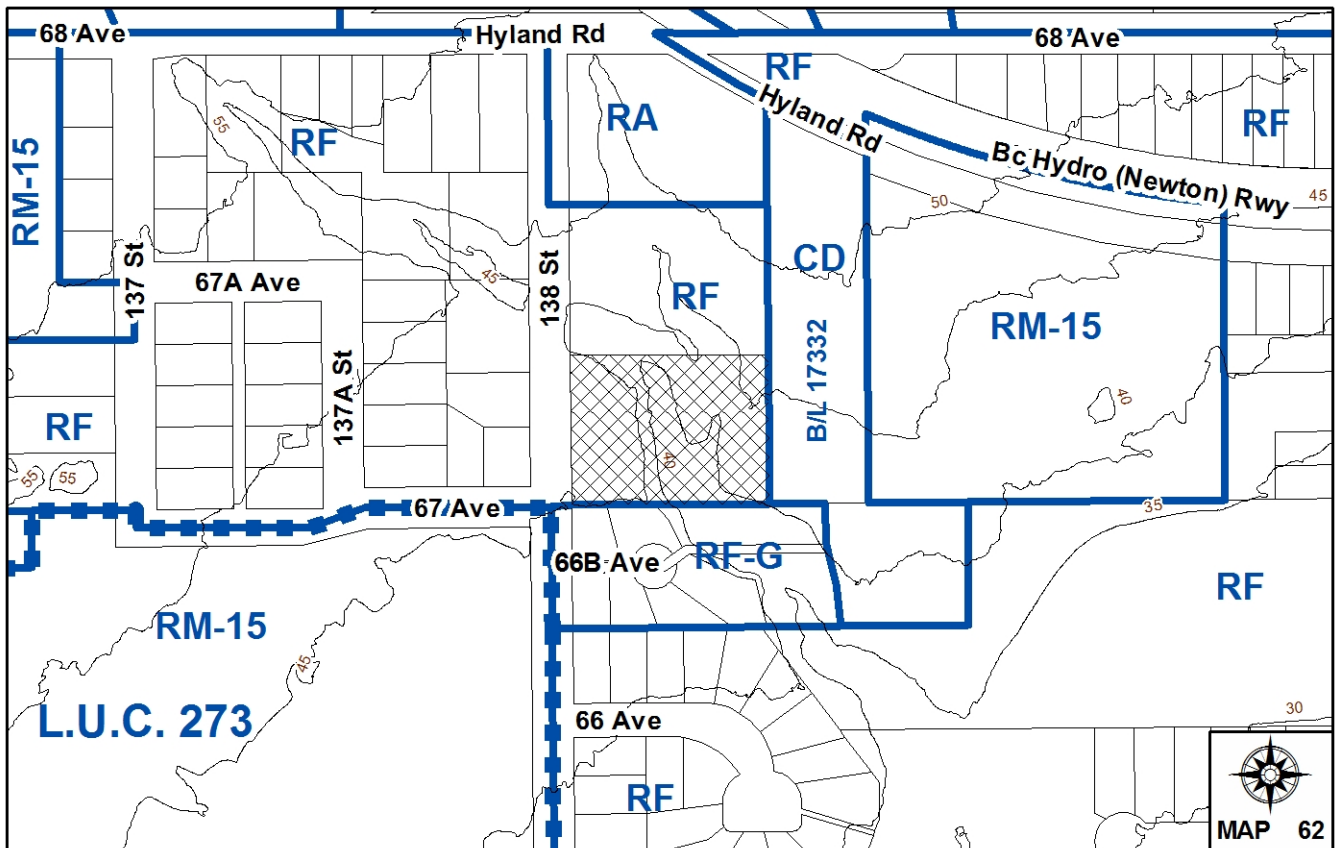 68 Ave
Hyland Rd
68 Ave
RF
RF
RA
RF
RF
Hyland Rd
Bc Hydro (Newton) Rwy
RM-15
55
50
45
45
137 St
67A Ave
138 St
CD
RF
RM-15
137A St
B/L 17332
40
RF
55
55
40
67 Ave
35
66B Ave
RF-G
RF
RM-15
45
L.U.C. 273
66 Ave
30
RF
MAP 62